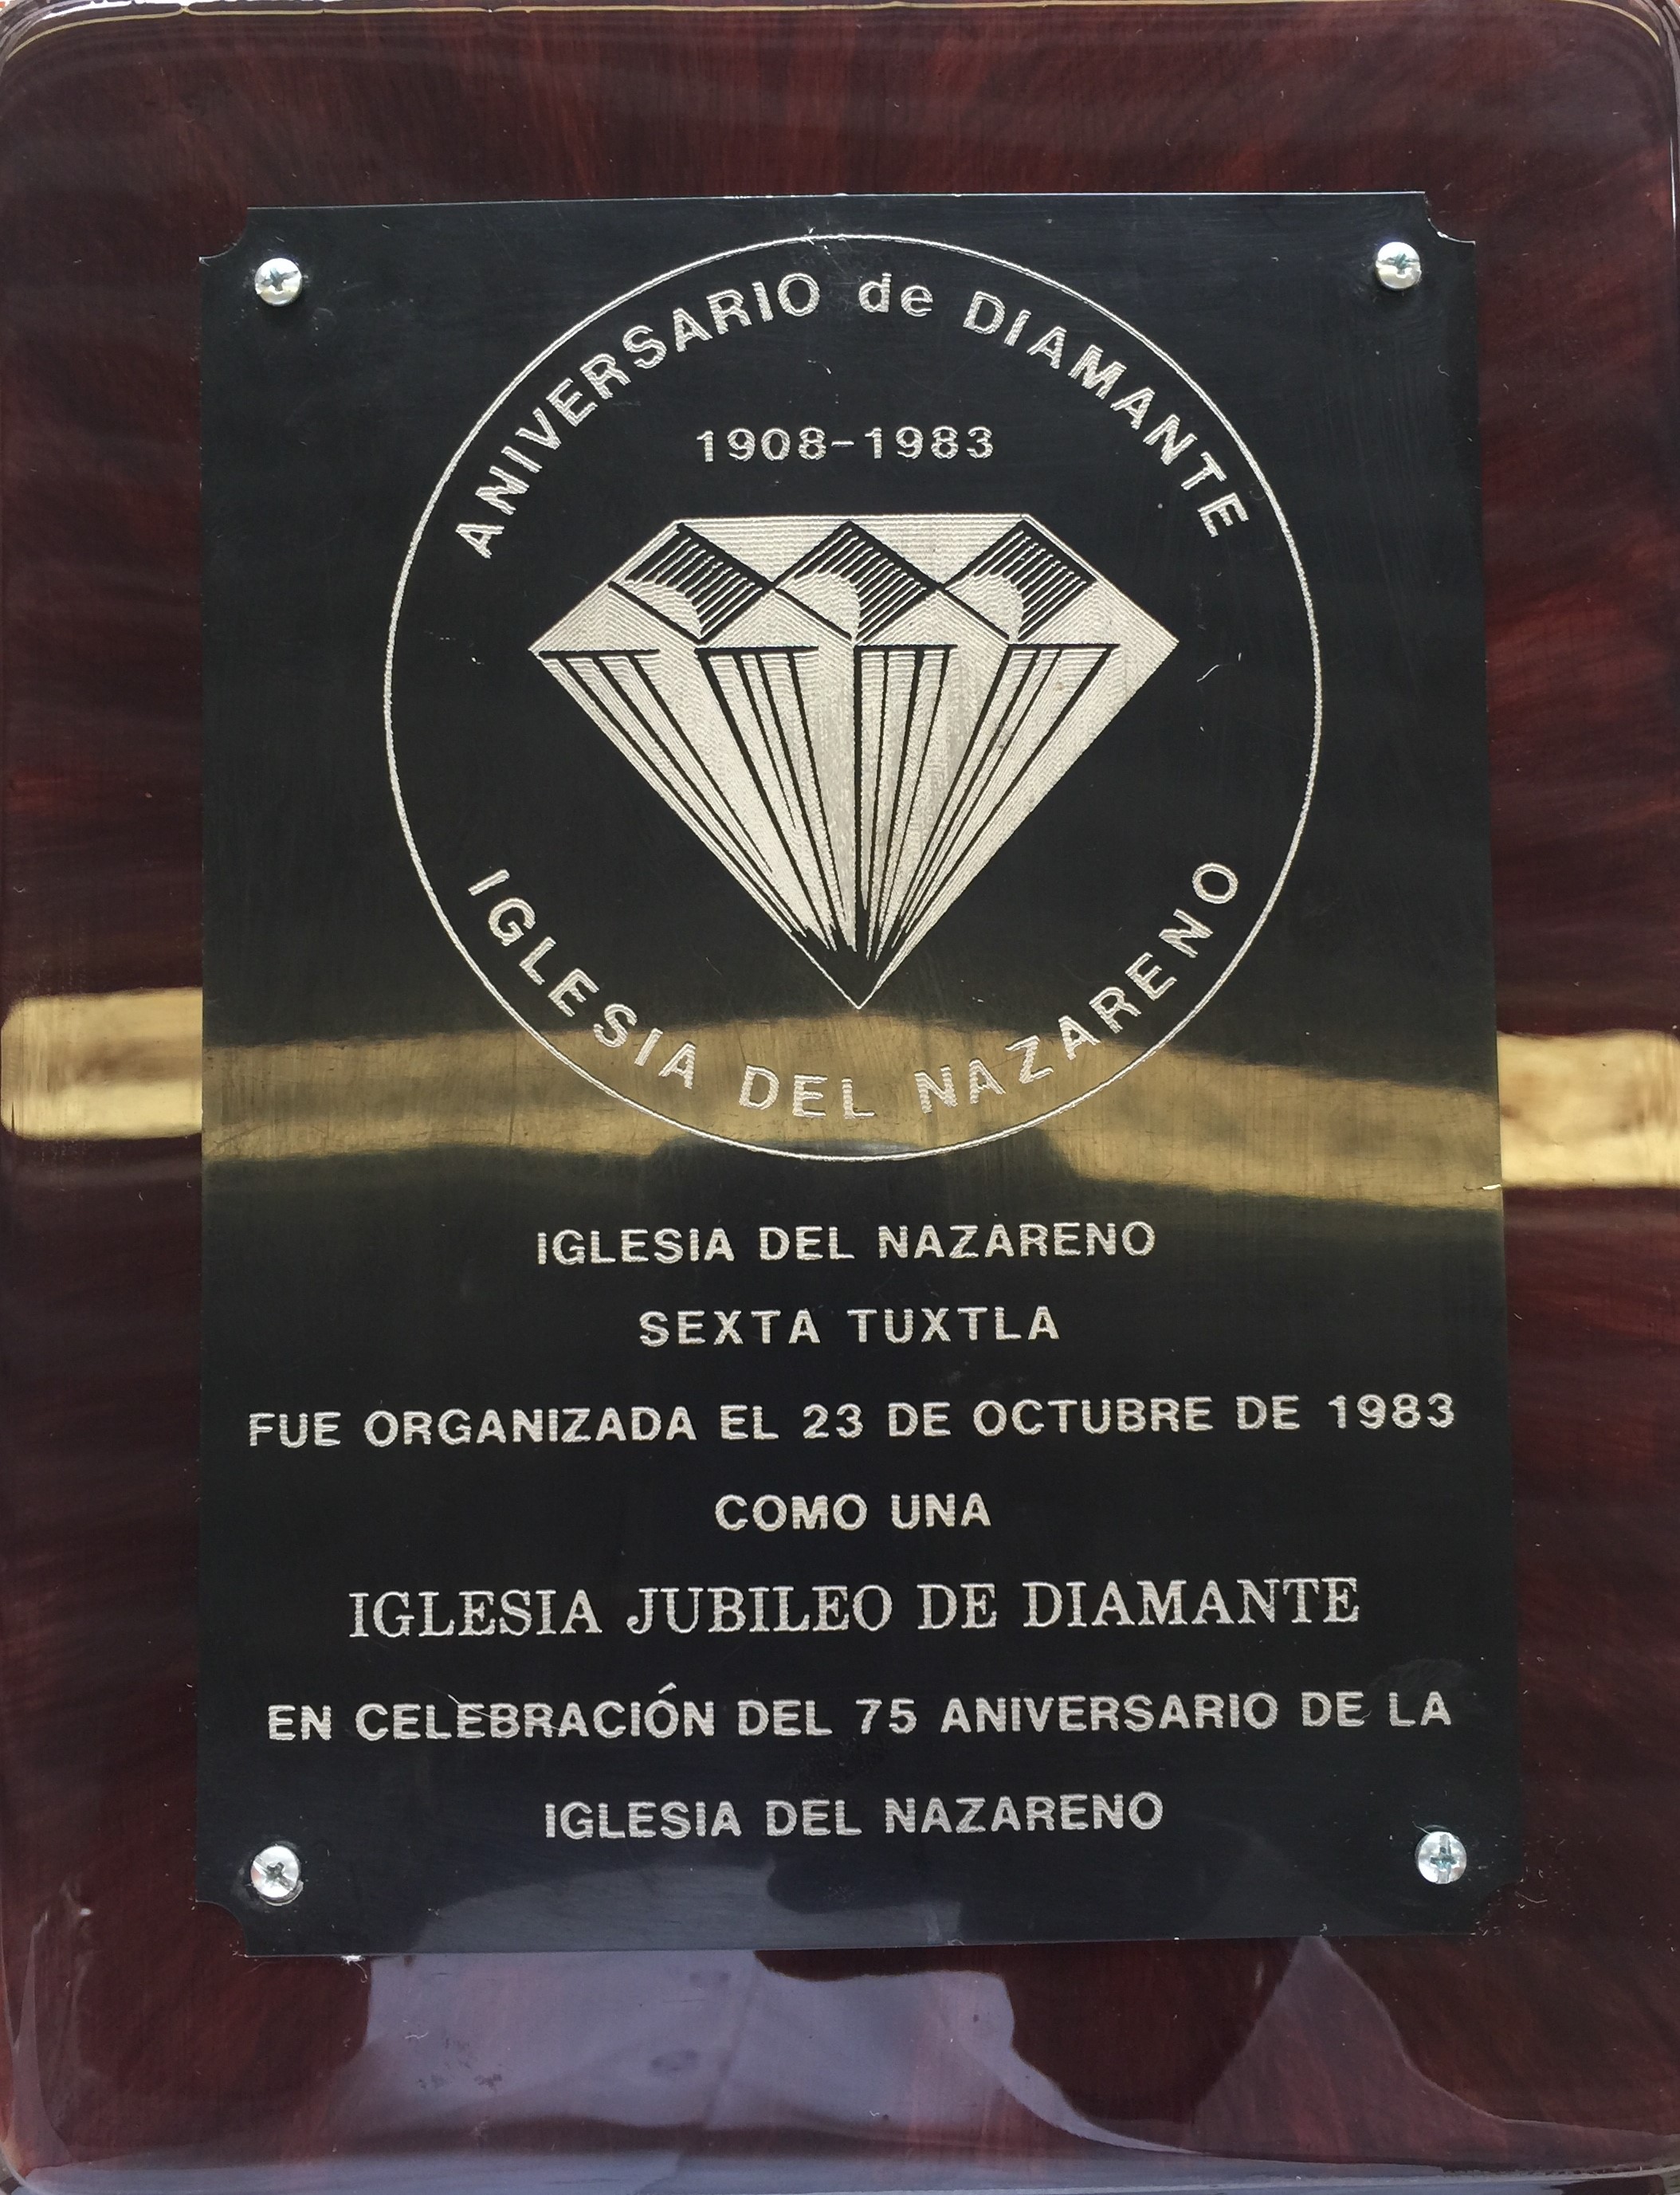 ANIVERSARIO de DIAMANTE
1908-1983
IGLESIA DEL NAZARENO
IGLESIA DEL NAZARENO
SEXTA TUXTLA
FUE ORGANIZADA EL 23 DE OCTUBRE DE 1983
COMO UNA
IGLESIA JUBILEO DE DIAMANTE
EN CELEBRACIÓN DEL 75 ANIVERSARIO DE LA
IGLESIA DEL NAZARENO